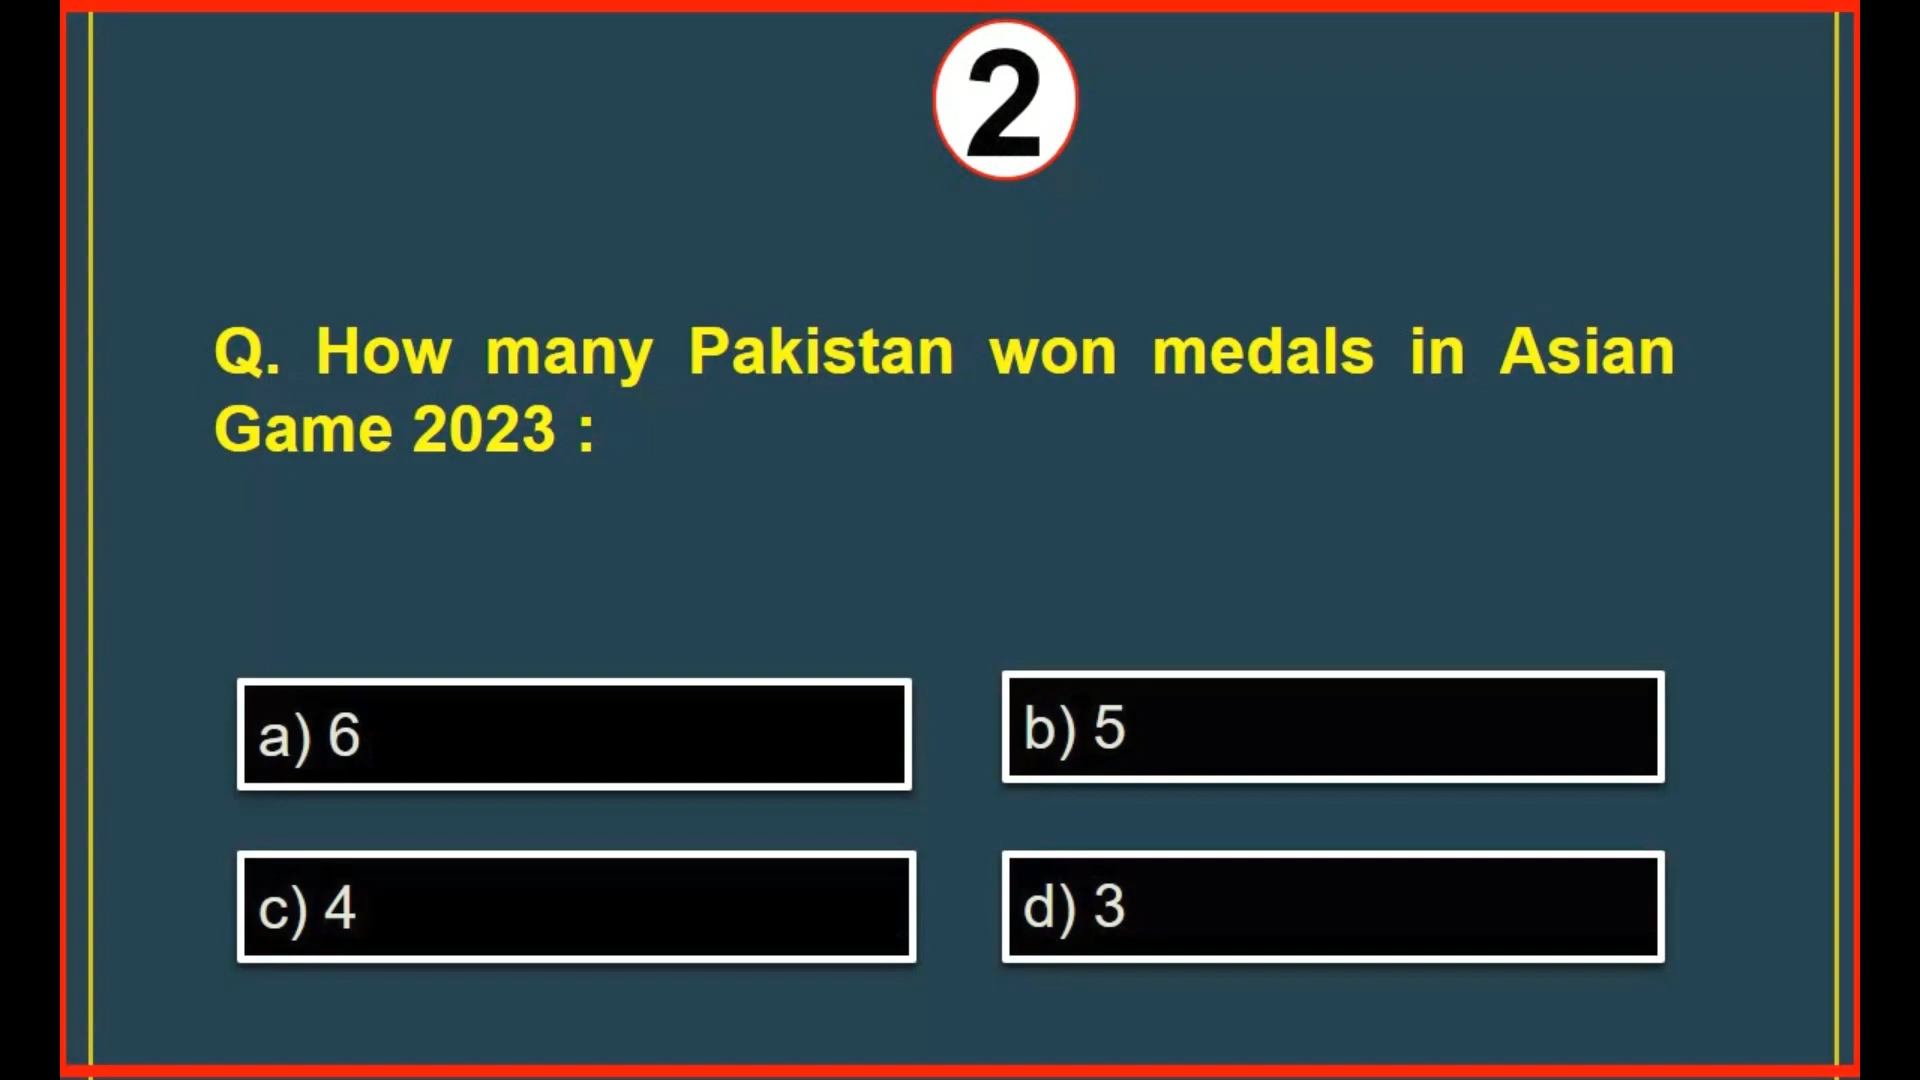 2
Q. How many Pakistan won medals in Asian
Game 2023 :
a) 6
b) 5
c) 4
d) 3